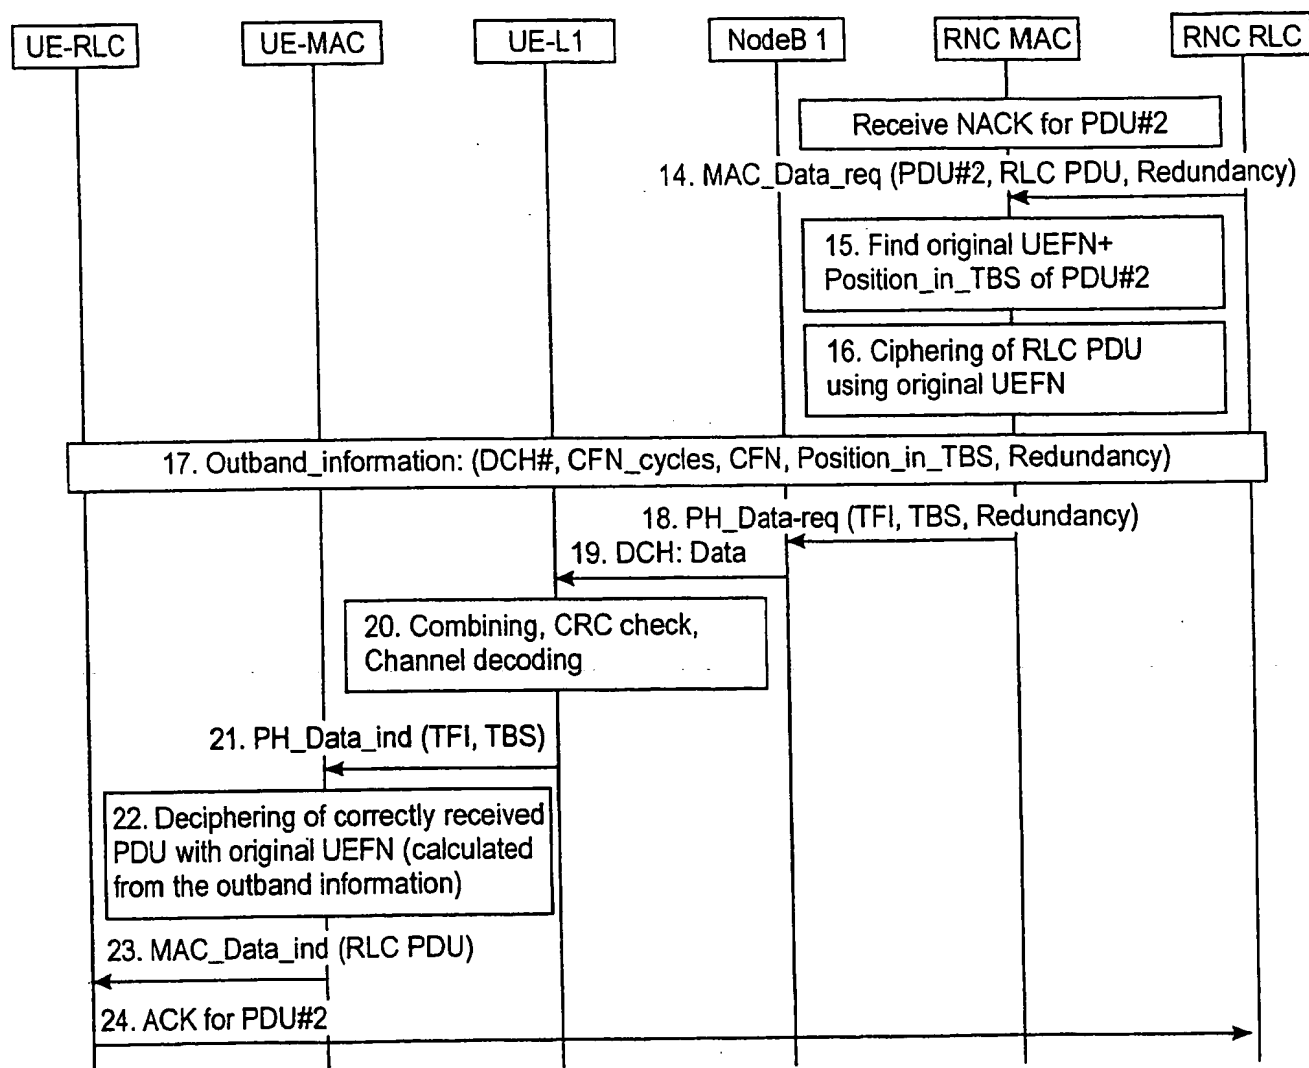 UE-RLC
UE-MAC
UE-L1
NodeB 1
RNC MAC
RNC RLC
Receive NACK for PDU#2
14. MAC_Data_req (PDU#2, RLC PDU, Redundancy)
15. Find original UEFN+
Position_in_TBS of PDU#2
16. Ciphering of RLC PDU
using original UEFN
17. Outband_information: (DCH#, CFN_cycles, CFN, Position_in_TBS, Redundancy)
18. PH_Data-req (TFI, TBS, Redundancy)
19. DCH: Data
20. Combining, CRC check,
Channel decoding
21. PH_Data_ind (TFI, TBS)
22. Deciphering of correctly received
PDU with original UEFN (calculated
from the outband information)
23. MAC_Data_ind (RLC PDU)
24. ACK for PDU#2